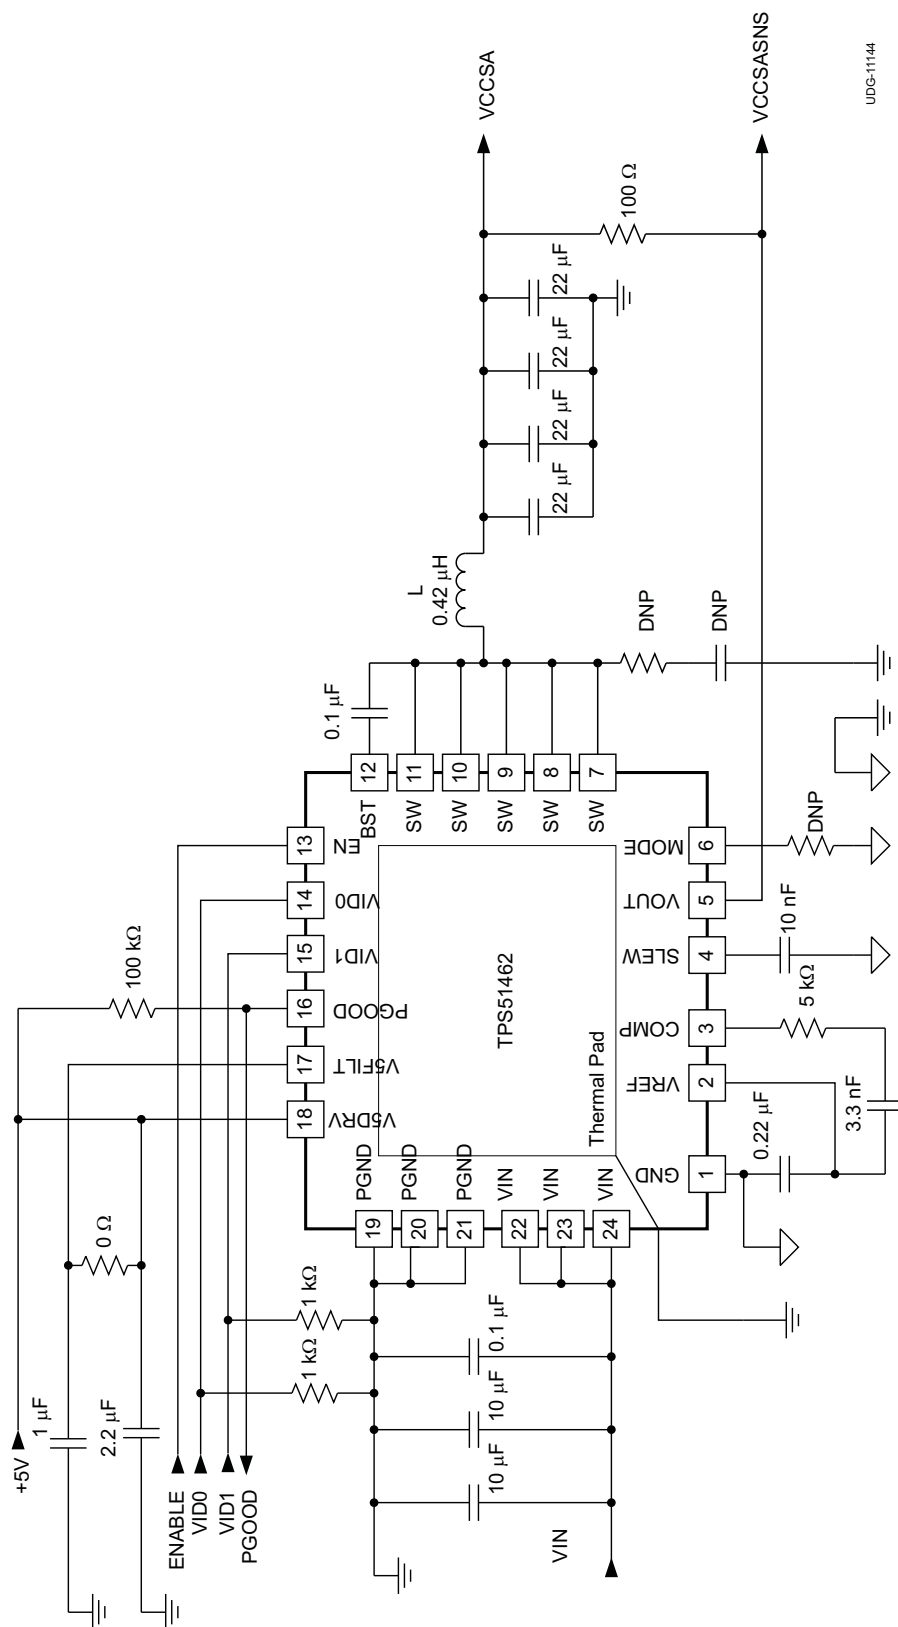 +5V
1 μF
2.2 μF
0 Ω
100 kΩ
ENABLE
VID0
VID1
PGOOD
1 kΩ
1 kΩ
18
17
16
15
14
13
V5DRV
V5FILT
PGOOD
VID1
VID0
EN
10 μF
10 μF
0.1 μF
VIN
19
20
21
22
23
24
PGND
PGND
PGND
VIN
VIN
VIN
TPS51462
Thermal Pad
BST
SW
SW
SW
SW
SW
12
11
10
9
8
7
0.1 μF
L
0.42 μH
22 μF
22 μF
22 μF
22 μF
VCCSA
100 Ω
VCCSASNS
DNP
DNP
GND
VREF
COMP
SLEW
VOUT
MODE
1
2
3
4
5
6
0.22 μF
3.3 nF
5 kΩ
10 nF
DNP
UDG-11144